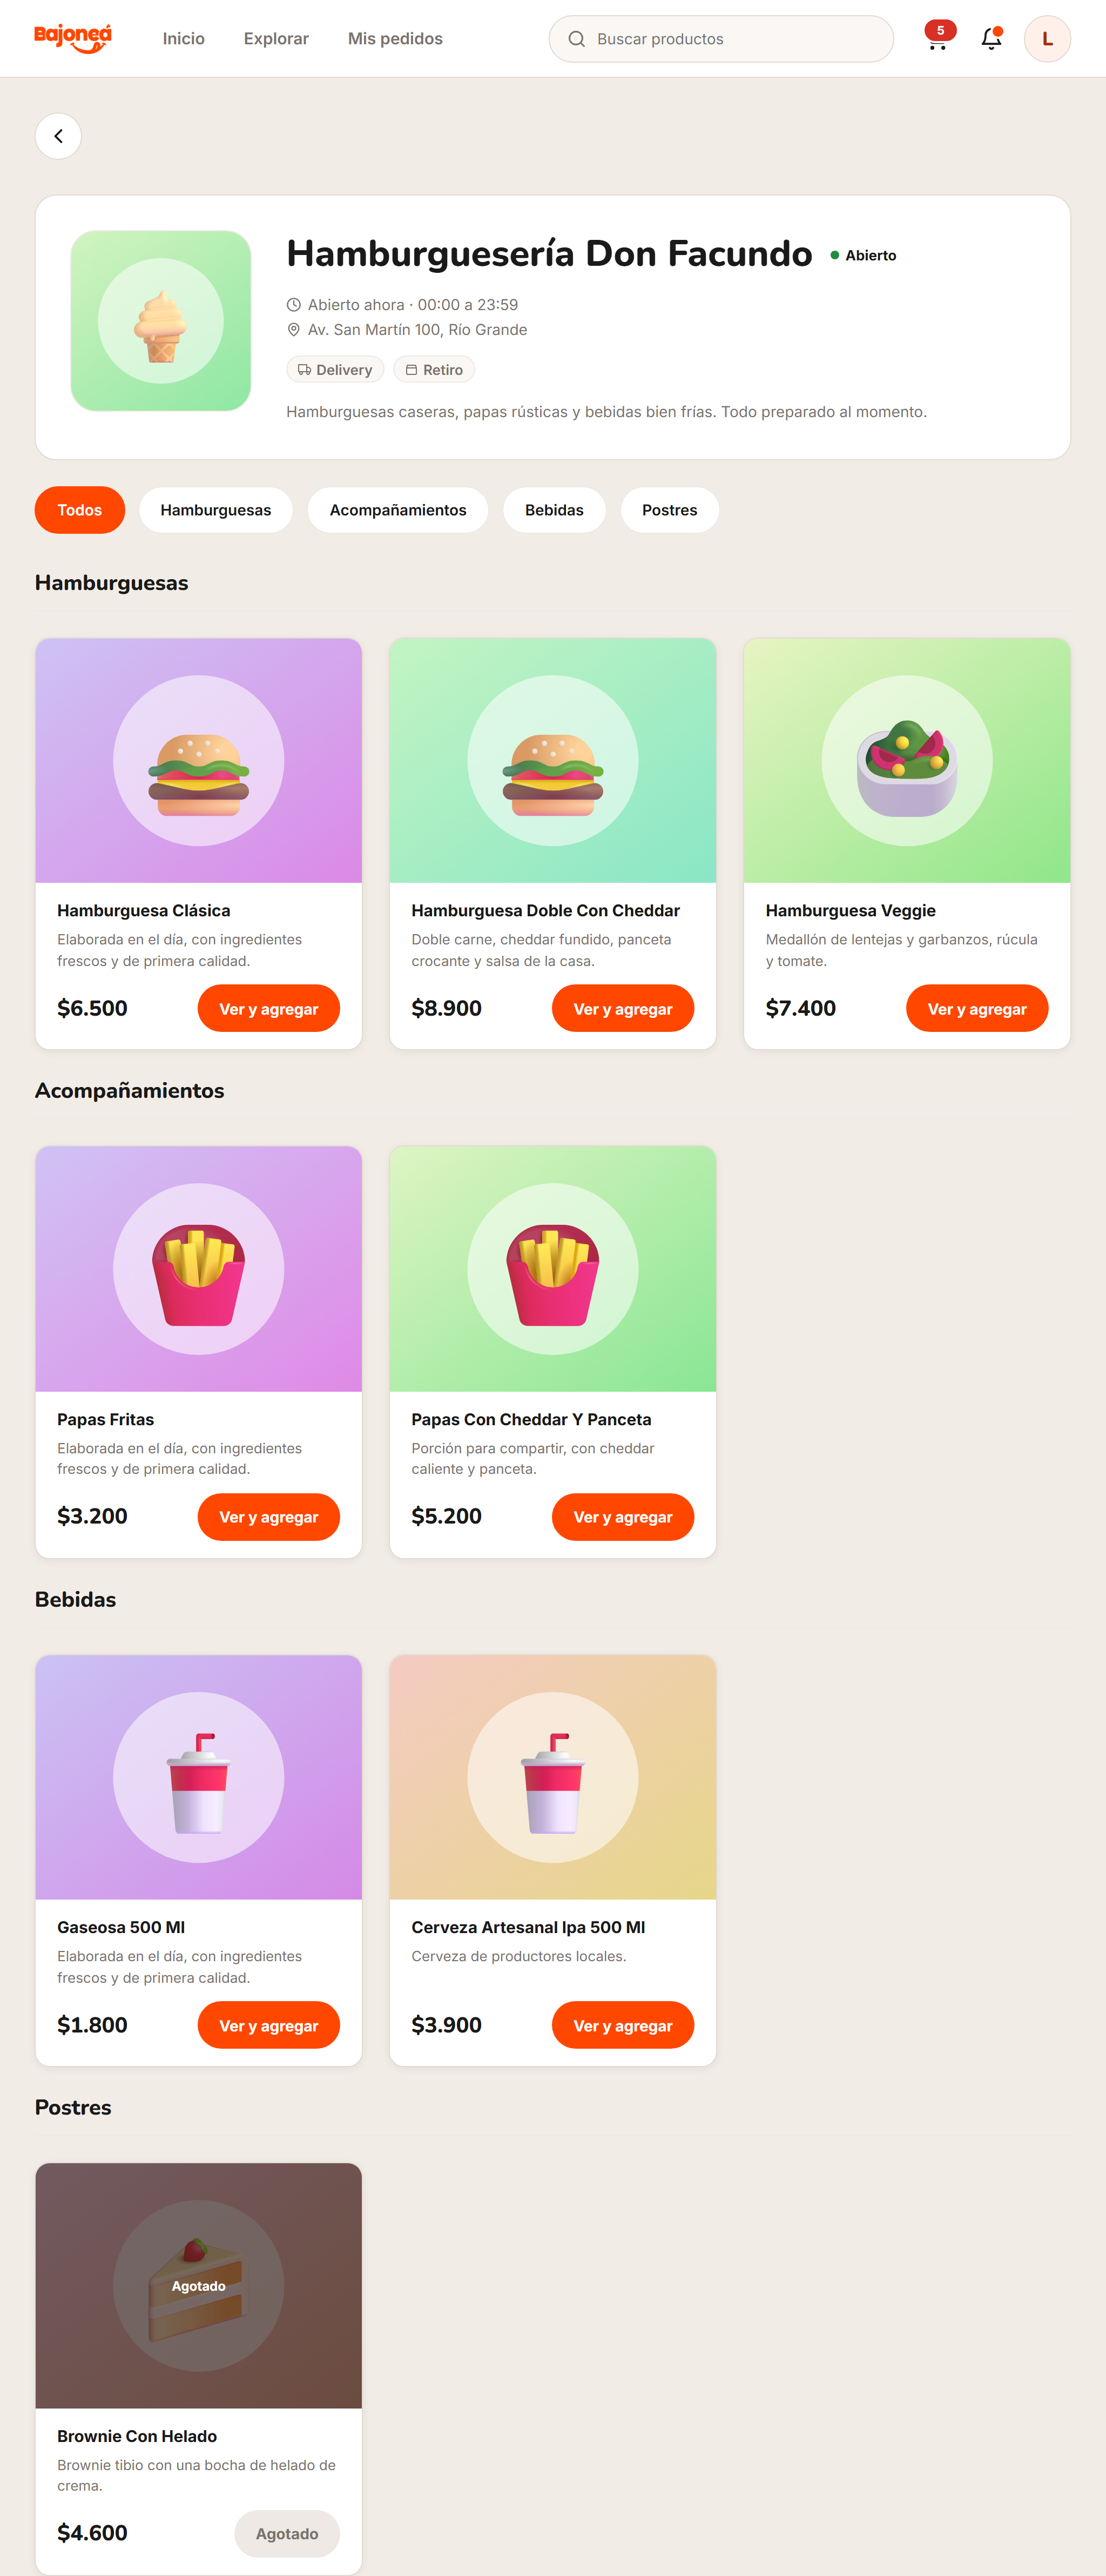 Bajoneá
Inicio
Explorar
Mis pedidos
Buscar productos
5
L
Hamburguesería Don Facundo
Abierto
Abierto ahora · 00:00 a 23:59
Av. San Martín 100, Río Grande
Delivery
Retiro
Hamburguesas caseras, papas rústicas y bebidas bien frías. Todo preparado al momento.
Todos
Hamburguesas
Acompañamientos
Bebidas
Postres
Hamburguesas
Hamburguesa Clásica
Elaborada en el día, con ingredientes
frescos y de primera calidad.
$6.500
Ver y agregar
Hamburguesa Doble Con Cheddar
Doble carne, cheddar fundido, panceta
crocante y salsa de la casa.
$8.900
Ver y agregar
Hamburguesa Veggie
Medallón de lentejas y garbanzos, rúcula
y tomate.
$7.400
Ver y agregar
Acompañamientos
Papas Fritas
Elaborada en el día, con ingredientes
frescos y de primera calidad.
$3.200
Ver y agregar
Papas Con Cheddar Y Panceta
Porción para compartir, con cheddar
caliente y panceta.
$5.200
Ver y agregar
Bebidas
Gaseosa 500 Ml
Elaborada en el día, con ingredientes
frescos y de primera calidad.
$1.800
Ver y agregar
Cerveza Artesanal Ipa 500 Ml
Cerveza de productores locales.
$3.900
Ver y agregar
Postres
Agotado
Brownie Con Helado
Brownie tibio con una bocha de helado de
crema.
$4.600
Agotado